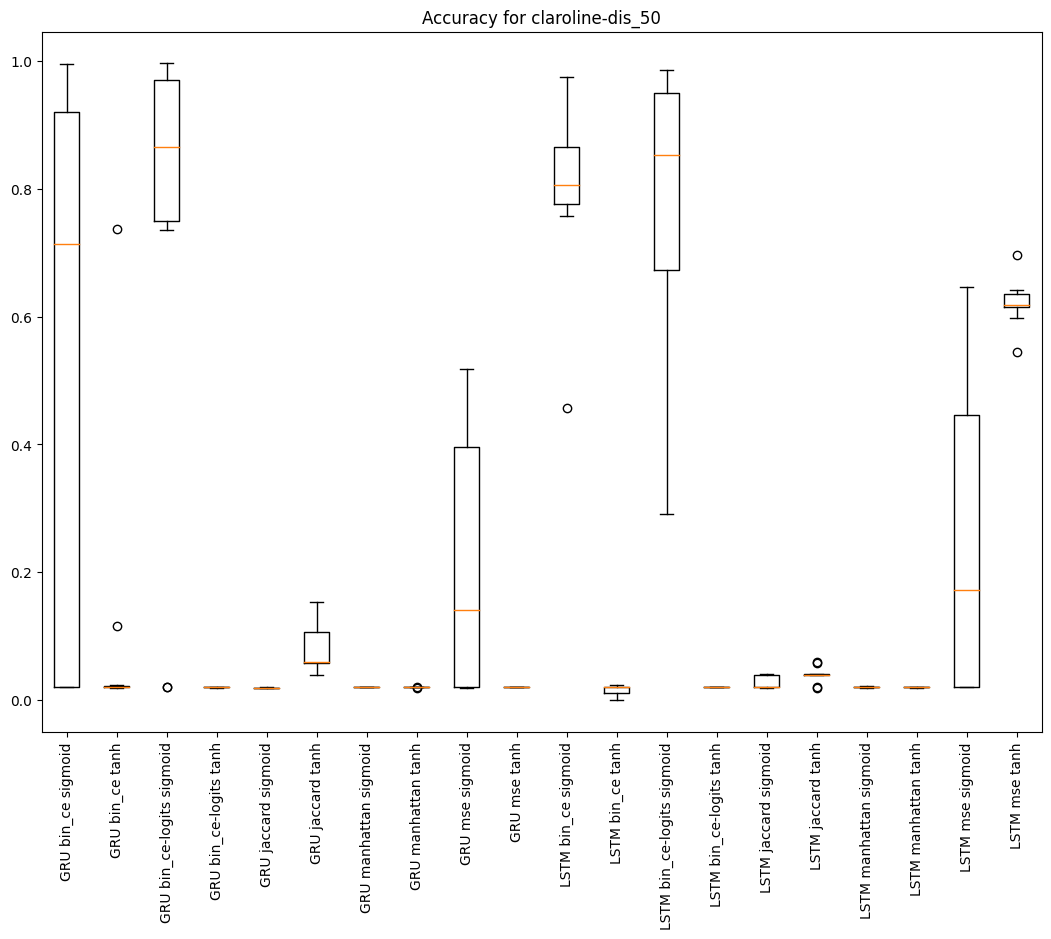 Accuracy for claroline-dis_50
1.0
0.8
0.6
0.4
0.2
0.0
GRU bin_ce sigmoid
GRU bin_ce tanh
GRU bin_ce-logits sigmoid
GRU bin_ce-logits tanh
GRU jaccard sigmoid
GRU jaccard tanh
GRU manhattan sigmoid
GRU manhattan tanh
GRU mse sigmoid
GRU mse tanh
LSTM bin_ce sigmoid
LSTM bin_ce tanh
LSTM bin_ce-logits sigmoid
LSTM bin_ce-logits tanh
LSTM jaccard sigmoid
LSTM jaccard tanh
LSTM manhattan sigmoid
LSTM manhattan tanh
LSTM mse sigmoid
LSTM mse tanh